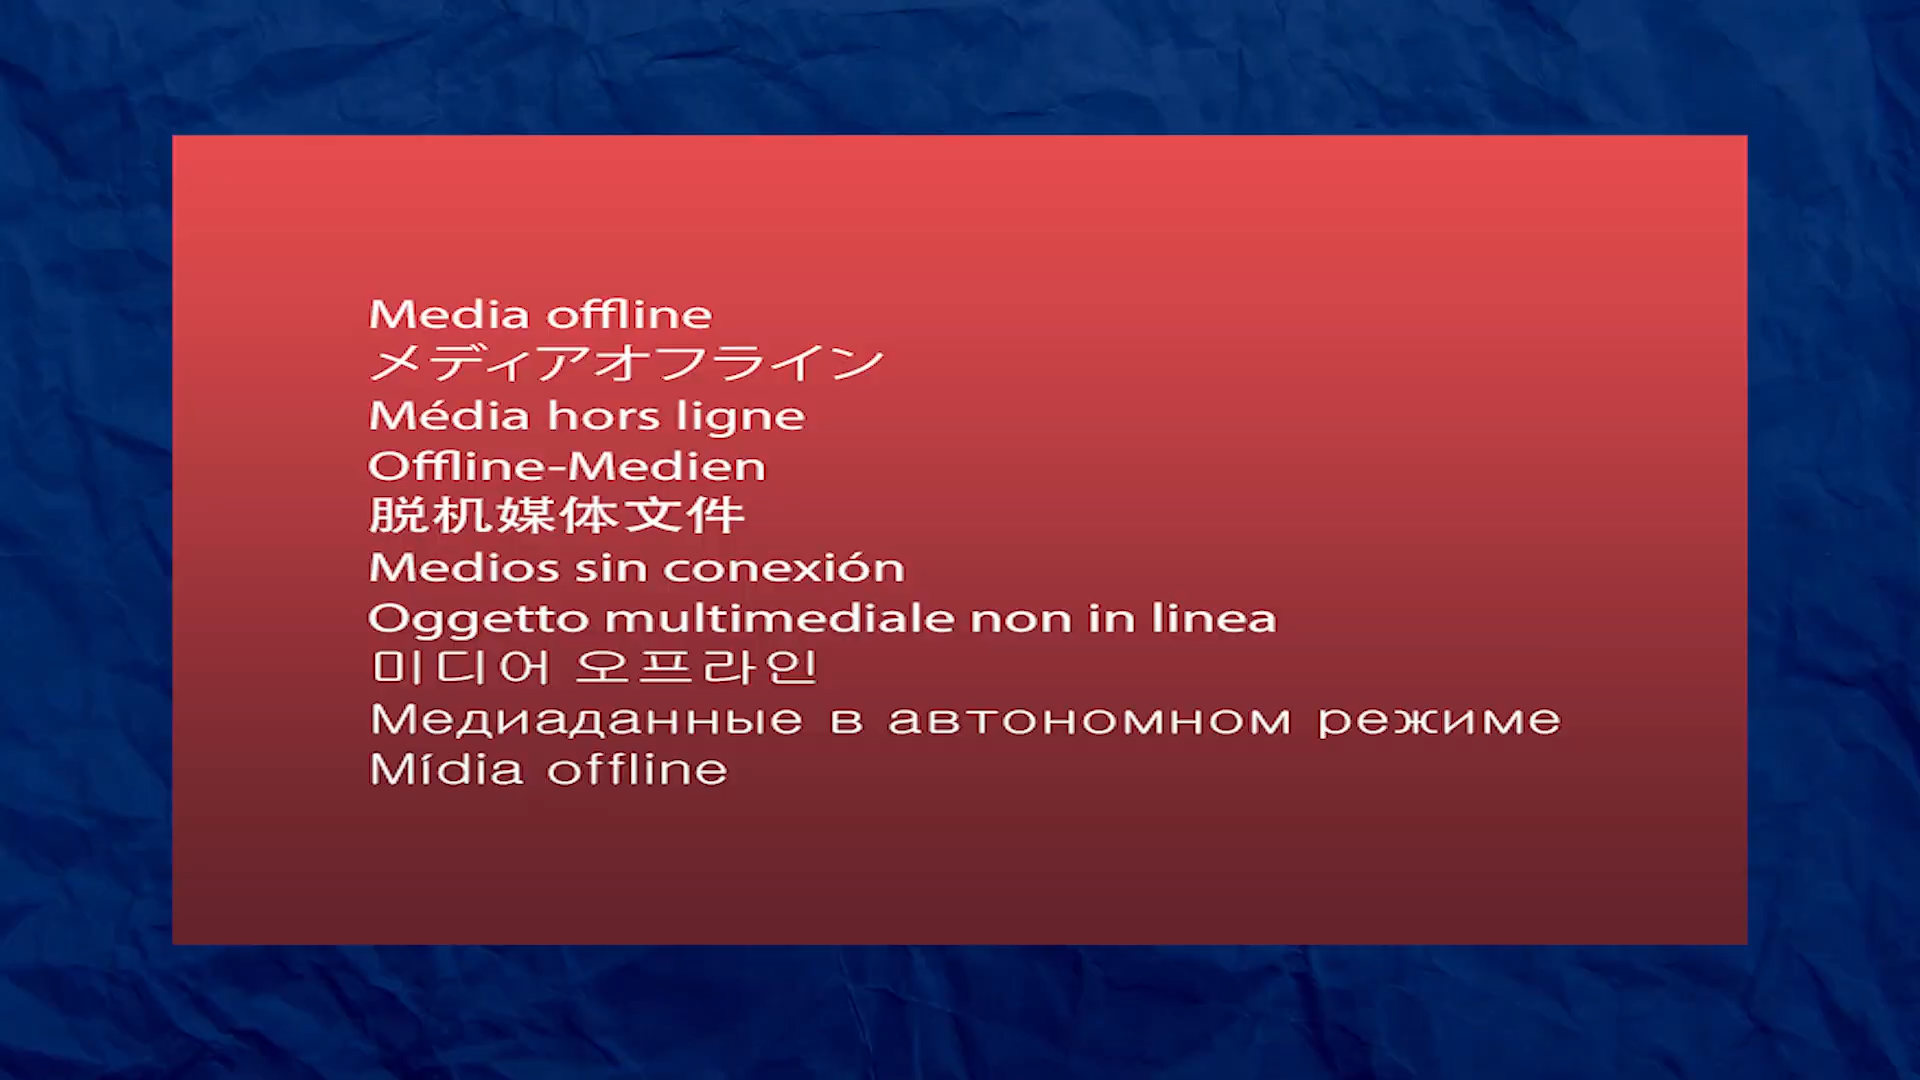 Media offline
メディアオフライン
Média hors ligne
Offline-Medien
脱机媒体文件
Medios sin conexión
Oggetto multimediale non in linea
미디어 오프라인
Медиаданные в автономном режиме
Mídia offline